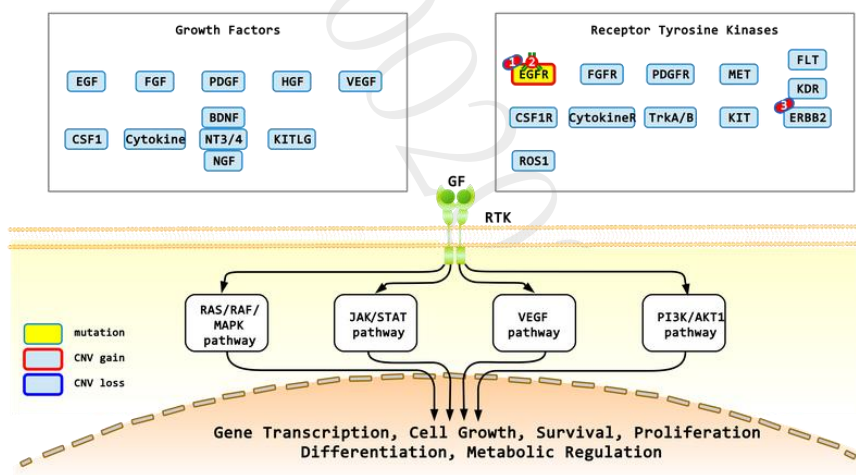 Growth Factors
EGF FGF PDGF HGF VEGF
BDNF
CSF1 Cytokine NT3/4 KITLG
NGF
Receptor Tyrosine Kinases
1 2
EGFR FGFR PDGFR MET FLT
KDR
3
CSF1R CytokineR TrkA/B KIT ERBB2
ROS1
GF
RTK
RAS/RAF/
MAPK
pathway
JAK/STAT
pathway
VEGF
pathway
PI3K/AKT1
pathway
mutation
CNV gain
CNV loss
Gene Transcription, Cell Growth, Survival, Proliferation
Differentiation, Metabolic Regulation